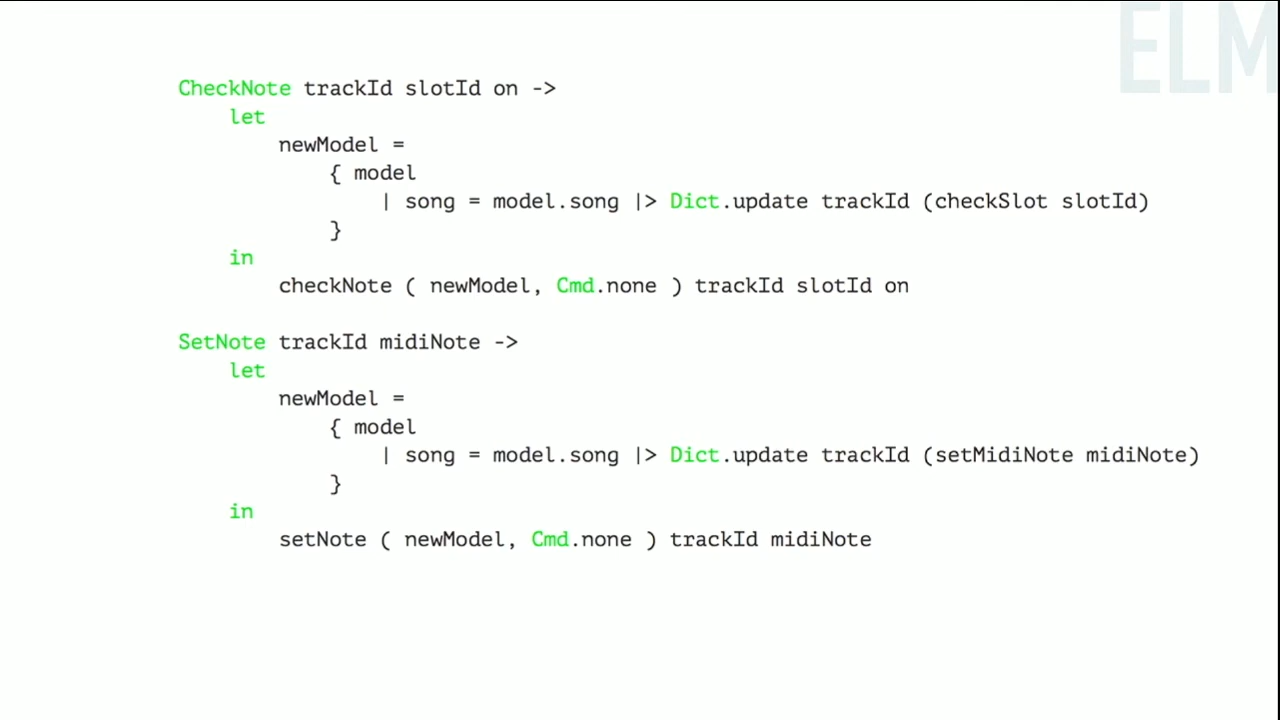 ELM
CheckNote trackId slotId on ->
    let
        newModel =
            { model
                | song = model.song |> Dict.update trackId (checkSlot slotId)
            }
    in
        checkNote ( newModel, Cmd.none ) trackId slotId on
SetNote trackId midiNote ->
    let
        newModel =
            { model
                | song = model.song |> Dict.update trackId (setMidiNote midiNote)
            }
    in
        setNote ( newModel, Cmd.none ) trackId midiNote